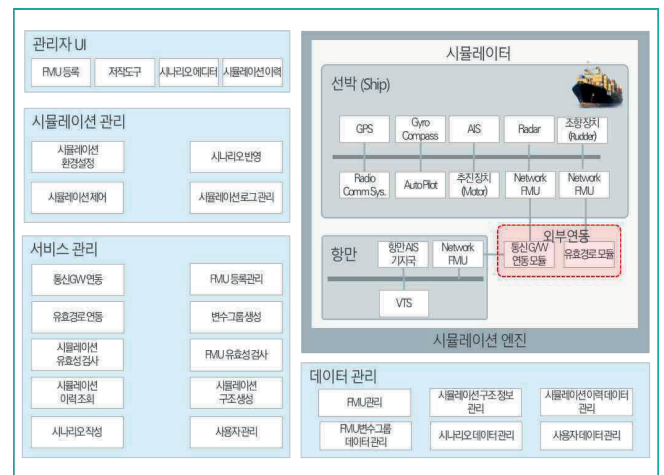 관리자 UI
FMU 등록
저작도구
시나리오 에디터
시뮬레이션 이력
시뮬레이션 관리
시뮬레이션
환경설정
시나리오 반영
시뮬레이션 제어
시뮬레이션 로그 관리
서비스 관리
통신G/W 연동
FMU 등록관리
유효경로 연동
변수그룹 생성
시뮬레이션
유효성 검사
FMU 유효성 검사
시뮬레이션
이력 조회
시뮬레이션
구조 생성
시나리오 작성
사용자 관리
시뮬레이터
선박 (Ship)
GPS
Gyro
Compass
AIS
Radar
조향장치
(Rudder)
Radio
Comm Sys.
Auto Pilot
추진장치
(Motor)
Network
FMU
Network
FMU
항만
항만 AIS
기지국
Network
FMU
VTS
외부연동
통신G/W
연동 모듈
유효경로 모듈
시뮬레이션 엔진
데이터 관리
FMU관리
시뮬레이션 구조 정보
관리
시뮬레이션 이력 데이터
관리
FMU변수그룹
데이터 관리
시나리오 데이터 관리
사용자 데이터 관리